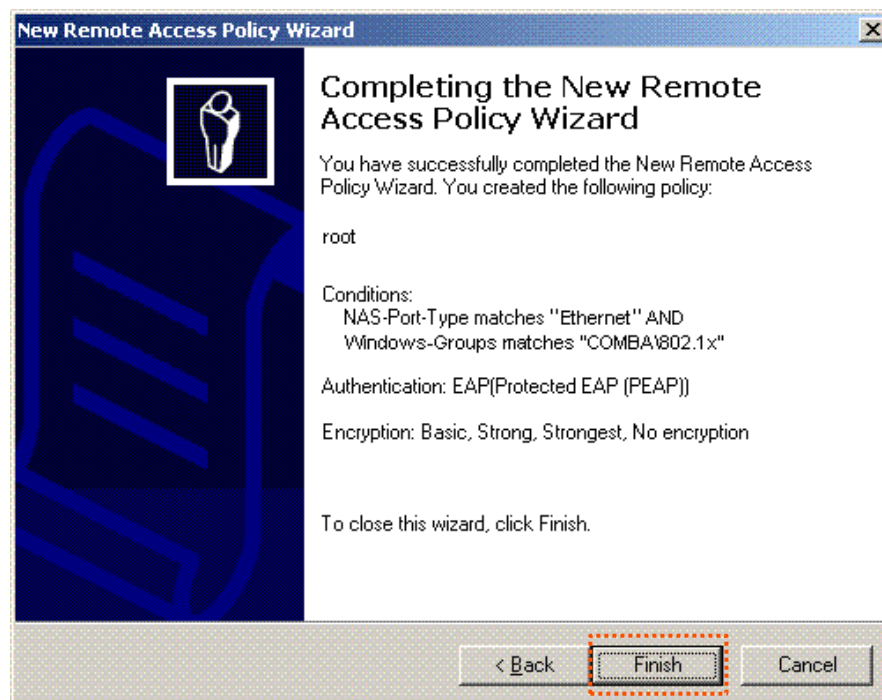 New Remote Access Policy Wizard
Completing the New Remote
Access Policy Wizard
You have successfully completed the New Remote Access
Policy Wizard. You created the following policy:
root
Conditions:
NAS-Port-Type matches "Ethernet" AND
Windows-Groups matches "COMBA\802.1x"
Authentication: EAP(Protected EAP (PEAP))
Encryption: Basic, Strong, Strongest, No encryption
To close this wizard, click Finish.
< Back
Finish
Cancel